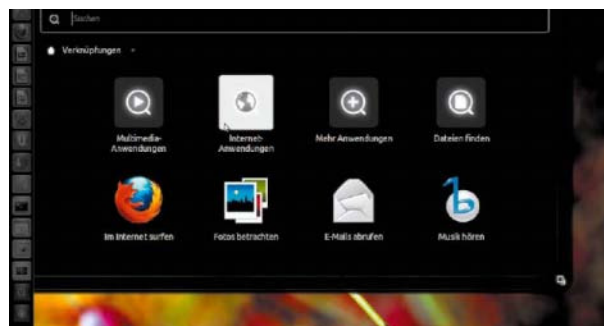 Suchen
Verknüpfungen
Multimedia-
Anwendungen
Internet-
Anwendungen
Mehr Anwendungen
Dateien finden
Im Internet surfen
Fotos betrachten
E-Mails abrufen
Musik hören